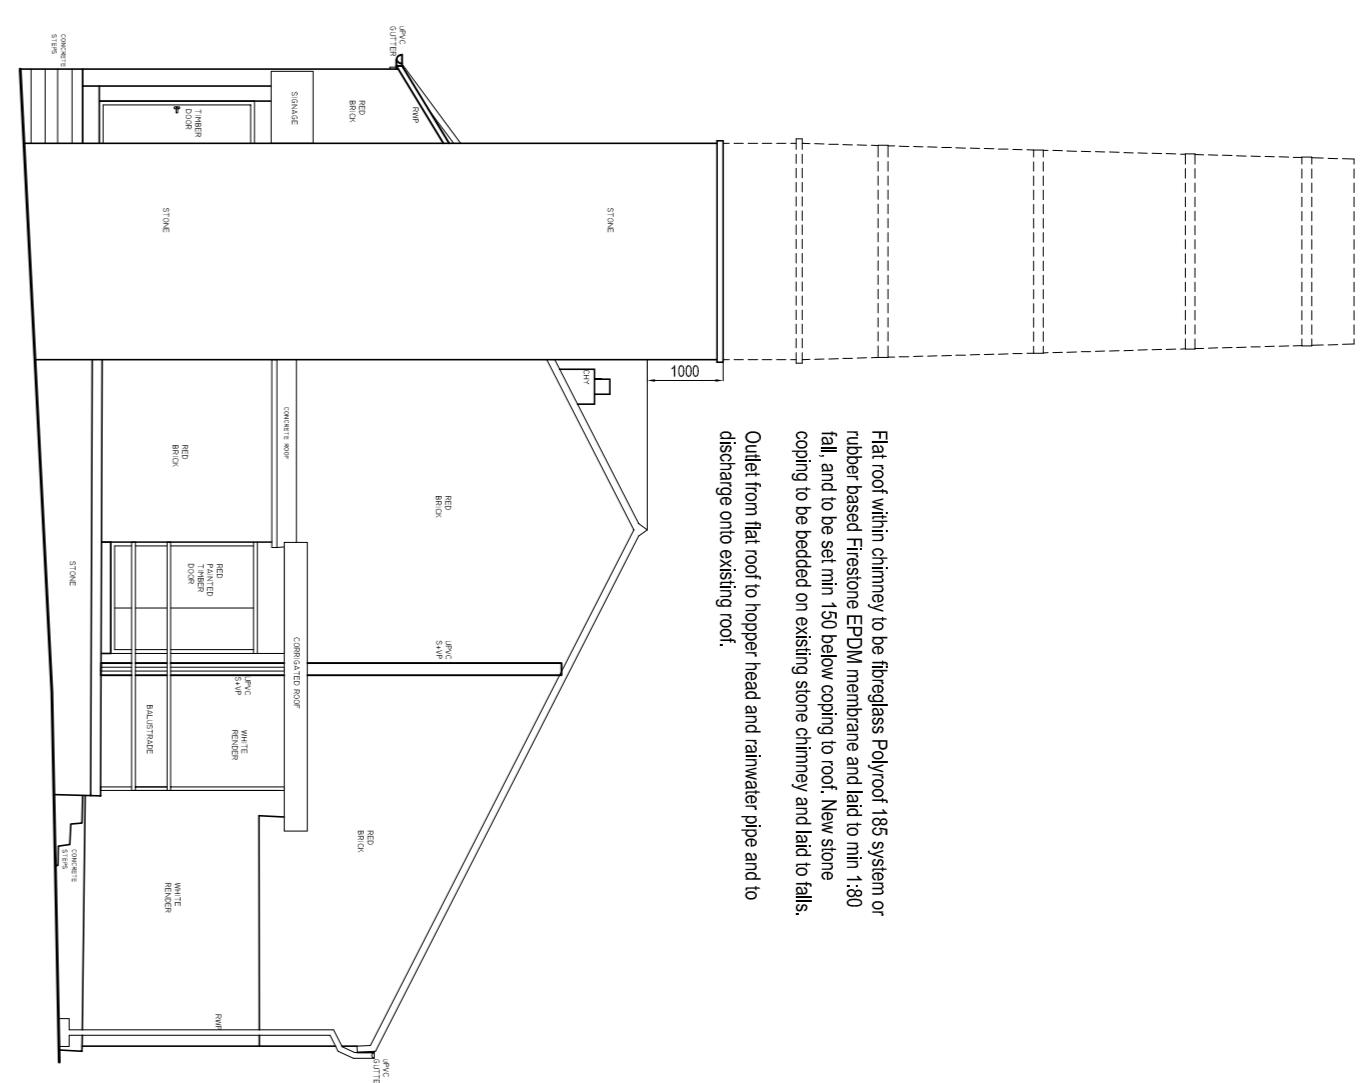 Flat roof within chimney to be fibreglass Polyroof 185 system or
rubber based Firestone EPDM membrane and laid to min 1:80
fall, and to be set min 150 below coping to roof. New stone
coping to be bedded on existing stone chimney and laid to falls.
Outlet from flat roof to hopper head and rainwater pipe and to
discharge onto existing roof.
1000
CHY
STONE
STONE
uPVC
GUTTER
RWP
RED
BRICK
SIGNAGE
TIMBER
DOOR
CONCRETE
STEPS
RED
BRICK
CONCRETE ROOF
RED
BRICK
RED
PAINTED
TIMBER
DOOR
STONE
UPVC
S+VP
CORRIGATED ROOF
UPVC
S+VP
WHITE
RENDER
BALUSTRADE
RED
BRICK
WHITE
RENDER
CONCRETE
STEPS
RWP
uPVC
GUTTE